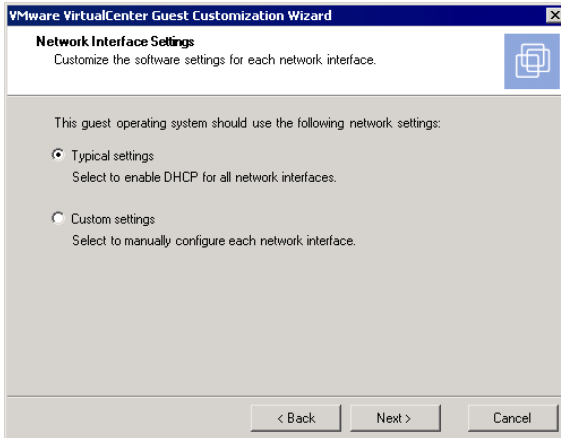 VMware VirtualCenter Guest Customization Wizard
Network Interface Settings
Customize the software settings for each network interface.
This guest operating system should use the following network settings:
Typical settings
Select to enable DHCP for all network interfaces.
Custom settings
Select to manually configure each network interface.
< Back
Next >
Cancel